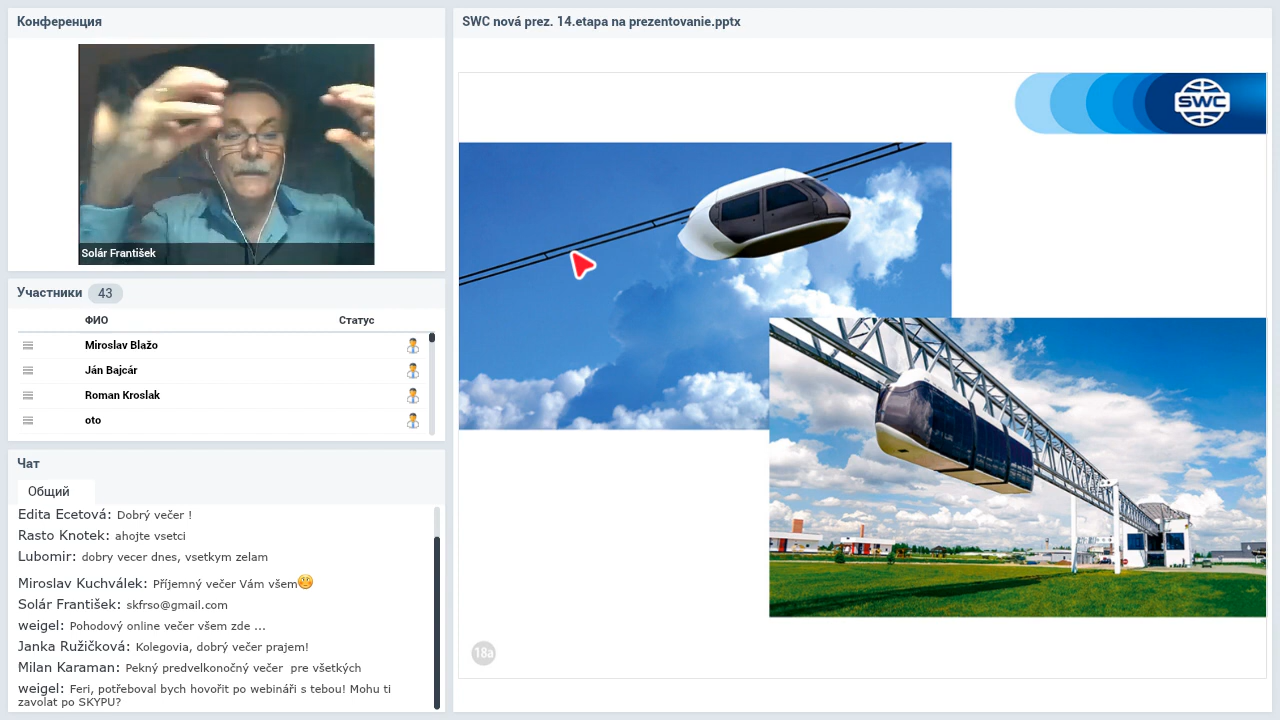 Конференция
Solár František
Участники 43
ФИО Статус
Miroslav Blažo
Ján Bajcár
Roman Kroslak
oto
Чат
Общий
Edita Ecetová: Dobrý večer !
Rasto Knotek: ahojte vsetci
Lubomir: dobry vecer dnes, vsetkvm zelam
Miroslav Kuchválek: Příjemný večer Vám všem
Solár František: skfrso@gmail.com
weigel: Pohodový online večer všem zde ...
Janka Ružičková: Kolegovia, dobrý večer prajem!
Milan Karaman: Pekný predvelkonočný večer pre všetkých
weigel: Feri, potřeboval bych hovořit po webináři s tebou! Mohu ti
zavolat po SKYPU?
SWC nová prez. 14.etapa na prezentovanie.pptx
SWC
18a